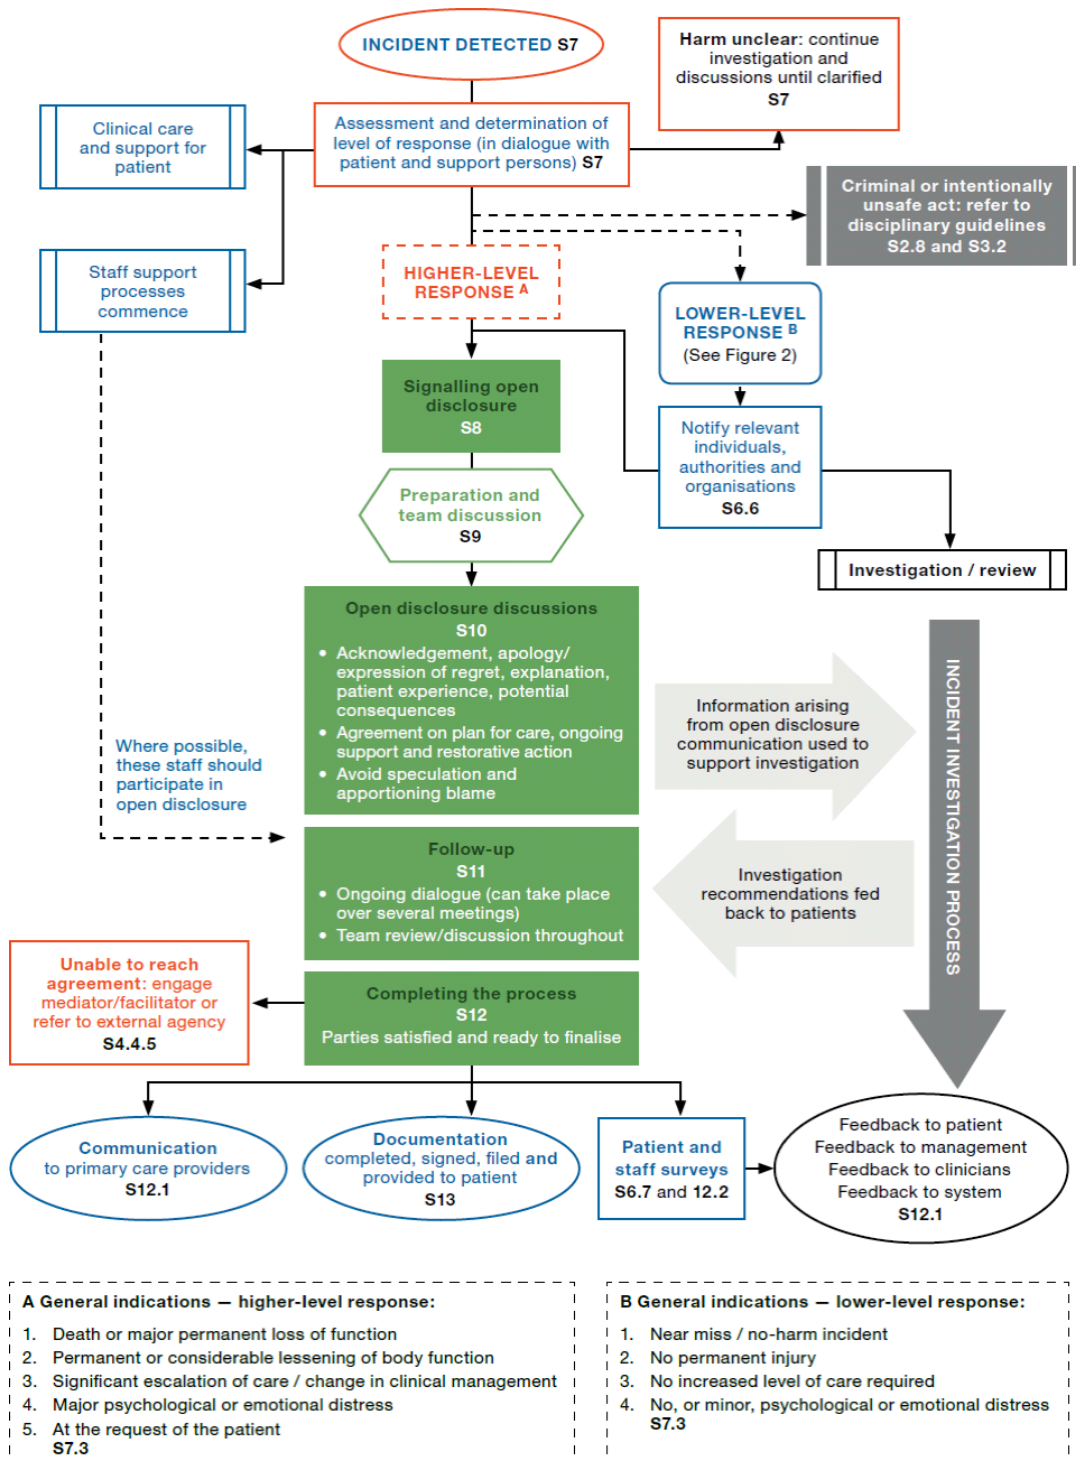 INCIDENT DETECTED S7
Harm unclear: continue
investigation and
discussions until clarified
S7
Clinical care
and support for
patient
Assessment and determination of
level of response (in dialogue with
patient and support persons) S7
Criminal or intentionally
unsafe act: refer to
disciplinary guidelines
S2.8 and S3.2
Staff support
processes
commence
HIGHER-LEVEL
RESPONSE A
LOWER-LEVEL
RESPONSE B
(See Figure 2)
Signalling open
disclosure
S8
Notify relevant
individuals,
authorities and
organisations
S6.6
Preparation and
team discussion
S9
Investigation / review
Open disclosure discussions
S10
• Acknowledgement, apology/
expression of regret, explanation,
patient experience, potential
consequences
• Agreement on plan for care, ongoing
support and restorative action
• Avoid speculation and
apportioning blame
Information arising
from open disclosure
communication used to
support investigation
INCIDENT INVESTIGATION PROCESS
Where possible,
these staff should
participate in
open disclosure
Follow-up
S11
• Ongoing dialogue (can take place
over several meetings)
• Team review/discussion throughout
Investigation
recommendations fed
back to patients
Unable to reach
agreement: engage
mediator/facilitator or
refer to external agency
S4.4.5
Completing the process
S12
Parties satisfied and ready to finalise
Communication
to primary care providers
S12.1
Documentation
completed, signed, filed and
provided to patient
S13
Patient and
staff surveys
S6.7 and 12.2
Feedback to patient
Feedback to management
Feedback to clinicians
Feedback to system
S12.1
A General indications — higher-level response:
1. Death or major permanent loss of function
2. Permanent or considerable lessening of body function
3. Significant escalation of care / change in clinical management
4. Major psychological or emotional distress
5. At the request of the patient
S7.3
B General indications — lower-level response:
1. Near miss / no-harm incident
2. No permanent injury
3. No increased level of care required
4. No, or minor, psychological or emotional distress
S7.3